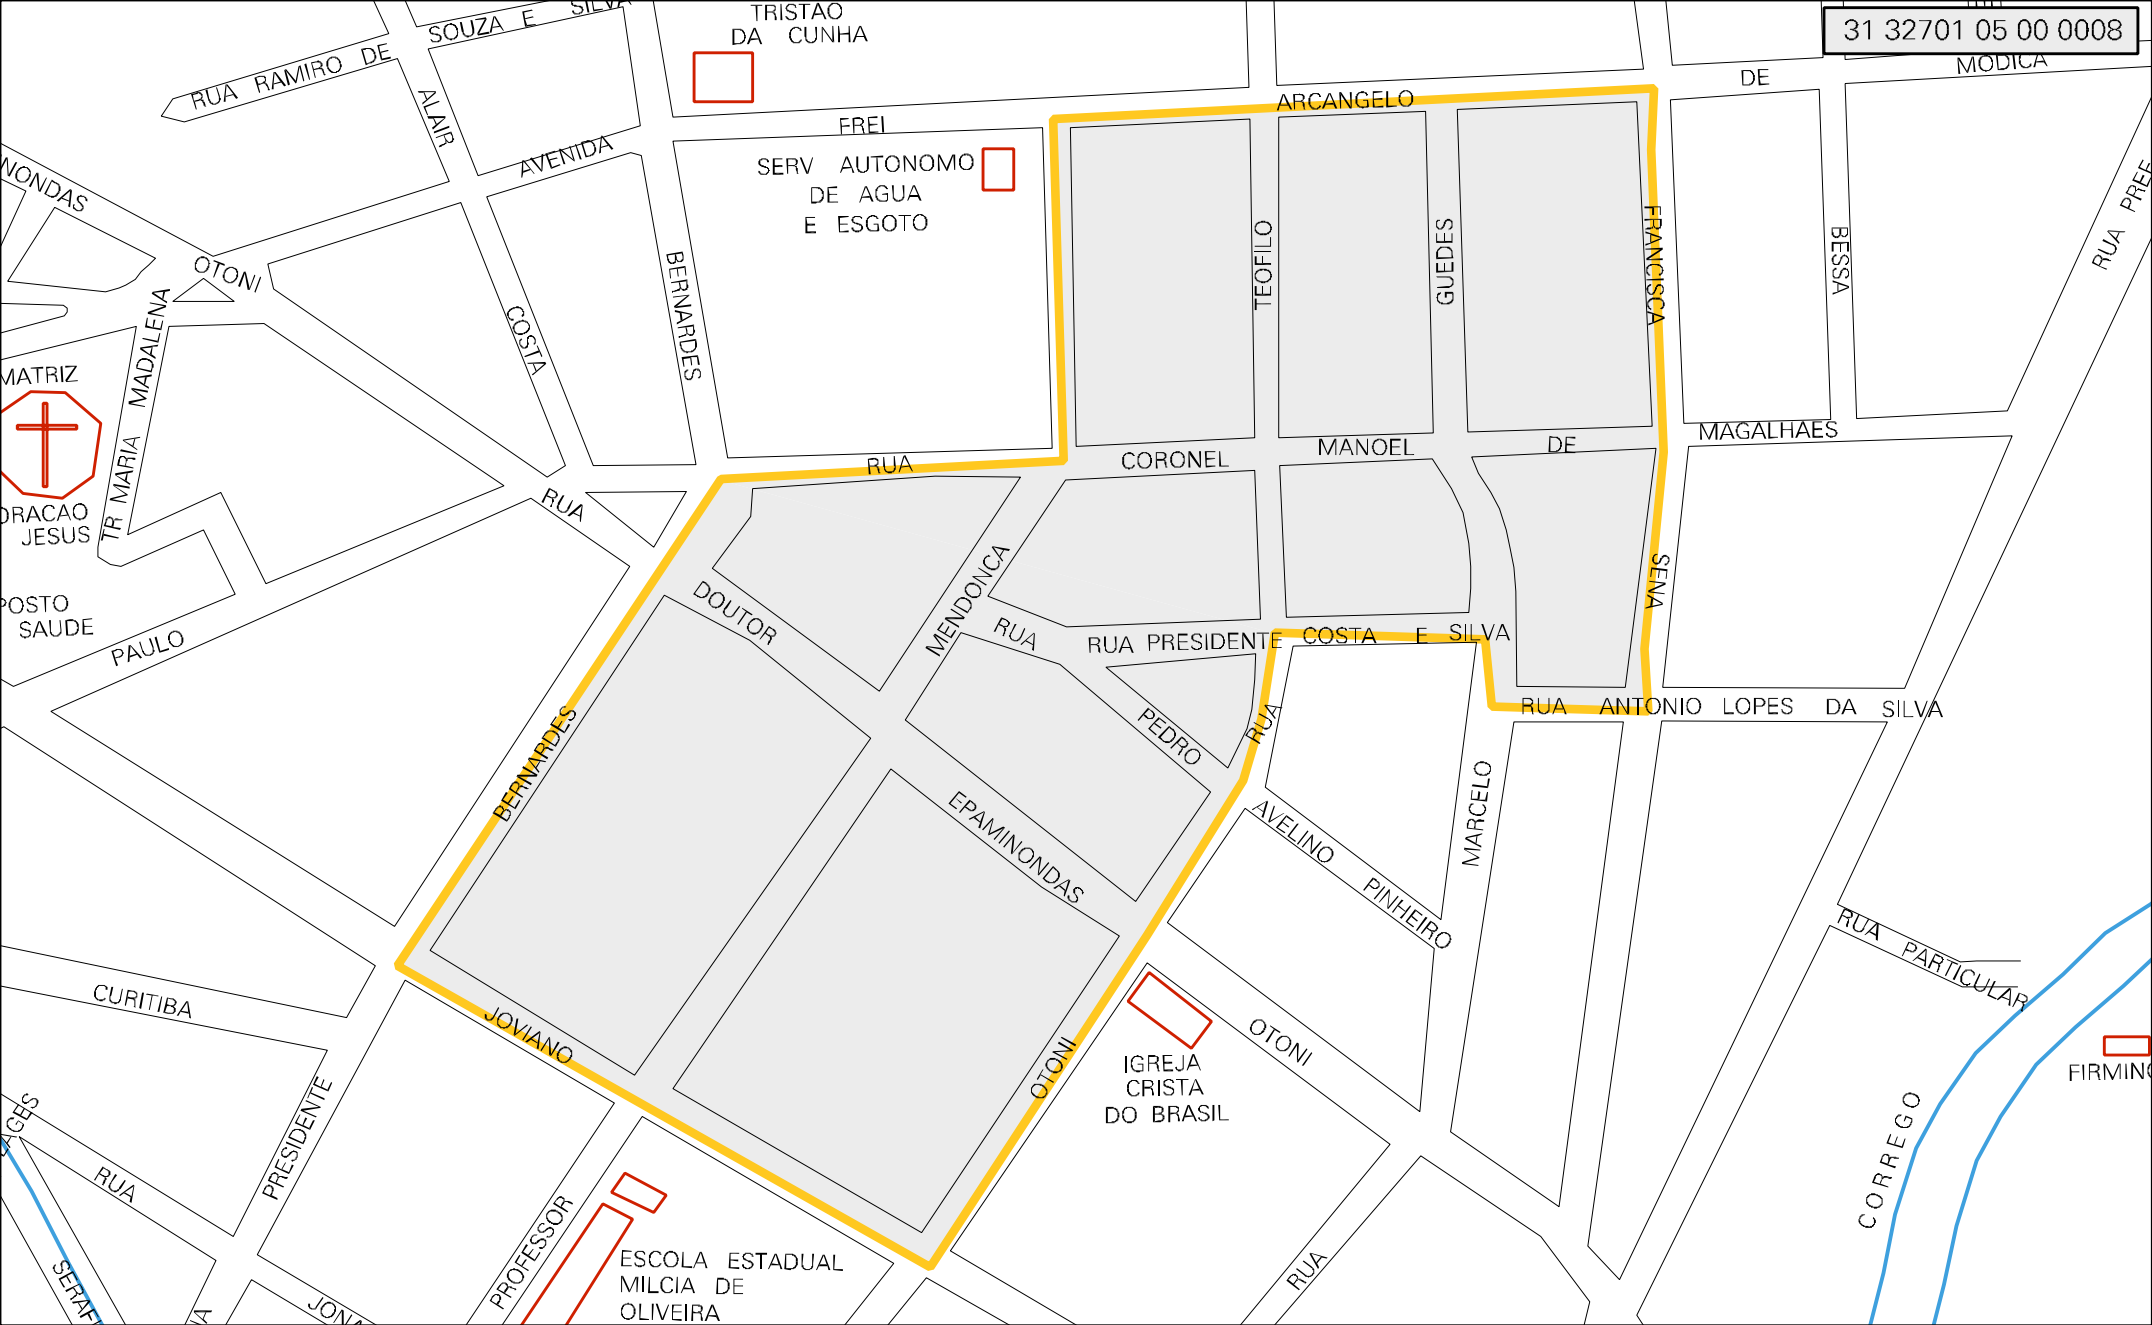 31 32701 05 00 0008
TRISTAO
DA CUNHA
SOUZA E SILVA
RUA RAMIRO DE
ALAIR
AVENIDA
FREI
ARCANGELO
DE
MODICA
SERV AUTONOMO
DE AGUA
E ESGOTO
NONDAS
OTONI
BERNARDES
COSTA
TEOFILO
GUEDES
FRANCISCA
BESSA
RUA PREF
TR MARIA MADALENA
MATRIZ
ORACAO
JESUS
POSTO
SAUDE
PAULO
RUA
RUA
CORONEL
MANOEL
DE
MAGALHAES
DOUTOR
MENDONCA
RUA
RUA PRESIDENTE COSTA E SILVA
SENA
RUA ANTONIO LOPES DA SILVA
PEDRO
RUA
BERNARDES
EPAMINONDAS
AVELINO
PINHEIRO
MARCELO
RUA PARTICULAR
CURITIBA
JOVIANO
OTONI
OTONI
IGREJA
CRISTA
DO BRASIL
FIRMINO
CORREGO
PRESIDENTE
AGES
RUA
PROFESSOR
ESCOLA ESTADUAL
MILCIA DE
OLIVEIRA
RUA
SERAFI
JONA